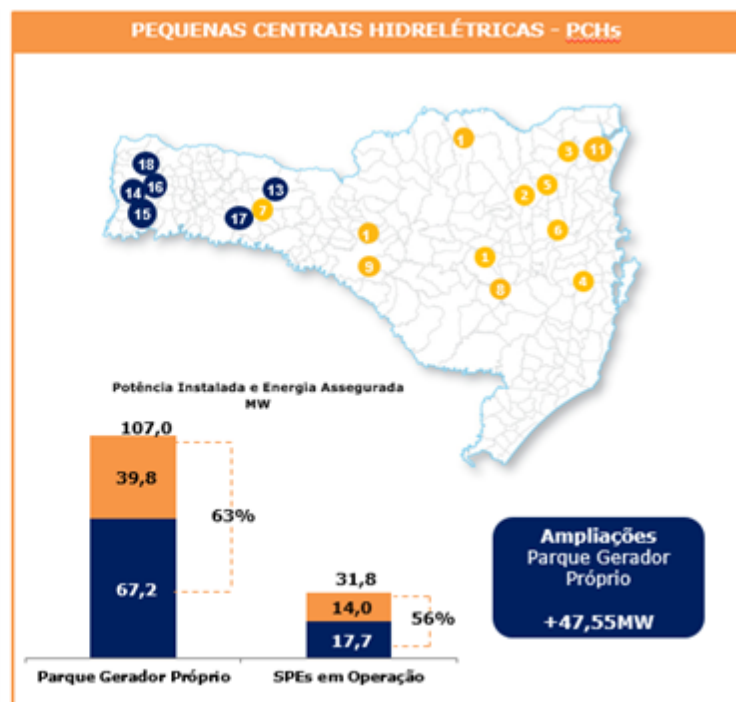 PEQUENAS CENTRAIS HIDRELÉTRICAS - PCHs
1
3
11
18
16
14
13
2
5
15
17
7
1
6
1
9
8
4
Potência Instalada e Energia Assegurada
MW
107,0
39,8
63%
67,2
31,8
14,0
56%
17,7
Parque Gerador Próprio
SPEs em Operação
Ampliações
Parque Gerador
Próprio
+47,55MW